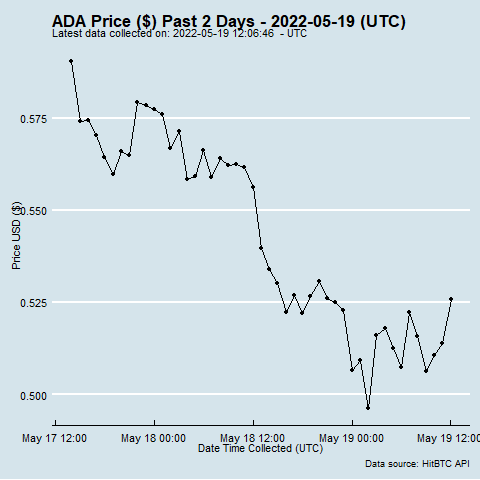 ADA Price ($) Past 2 Days - 2022-05-19 (UTC)
Latest data collected on: 2022-05-19 12:06:46 - UTC
0.575
0.550
0.525
0.500
Price USD ($)
May 17 12:00
May 18 00:00
May 18 12:00
May 19 00:00
May 19 12:00
Date Time Collected (UTC)
Data source: HitBTC API